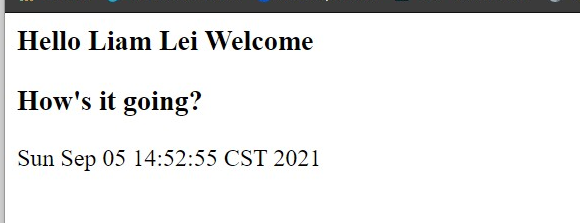 Hello Liam Lei Welcome
How's it going?
Sun Sep 05 14:52:55 CST 2021